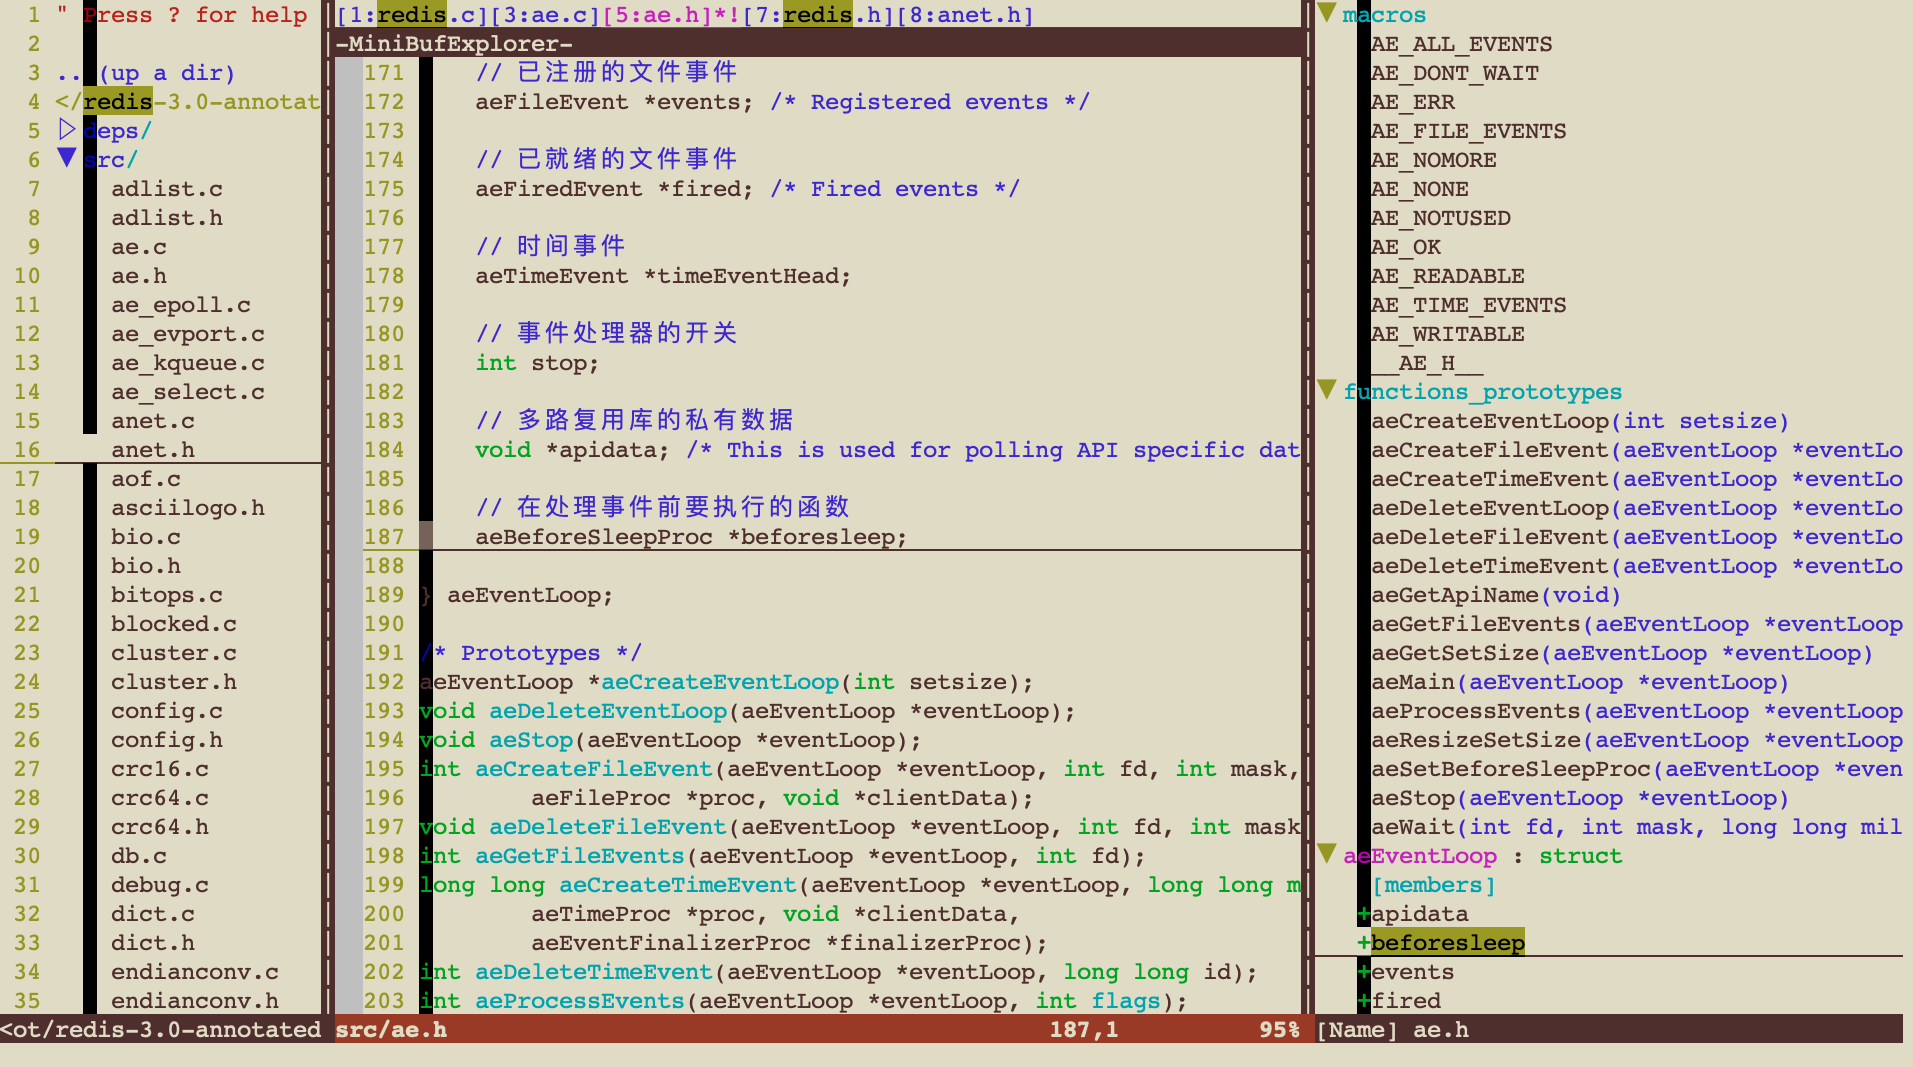 1 " Press ? for help
2
3 .. (up a dir)
4 </redis-3.0-annotat
5 ▷ deps/
6 ▼ src/
7 adlist.c
8 adlist.h
9 ae.c
10 ae.h
11 ae_epoll.c
12 ae_evport.c
13 ae_kqueue.c
14 ae_select.c
15 anet.c
16 anet.h
17 aof.c
18 asciilogo.h
19 bio.c
20 bio.h
21 bitops.c
22 blocked.c
23 cluster.c
24 cluster.h
25 config.c
26 config.h
27 crc16.c
28 crc64.c
29 crc64.h
30 db.c
31 debug.c
32 dict.c
33 dict.h
34 endianconv.c
35 endianconv.h
<ot/redis-3.0-annotated
[1:redis.c][3:ae.c][5:ae.h]*![7:redis.h][8:anet.h]
-MiniBufExplorer-
171 // 已注册的文件事件
172 aeFileEvent *events; /* Registered events */
173
174 // 已就绪的文件事件
175 aeFiredEvent *fired; /* Fired events */
176
177 // 时间事件
178 aeTimeEvent *timeEventHead;
179
180 // 事件处理器的开关
181 int stop;
182
183 // 多路复用库的私有数据
184 void *apidata; /* This is used for polling API specific dat
185
186 // 在处理事件前要执行的函数
187 aeBeforeSleepProc *beforesleep;
188
189 } aeEventLoop;
190
191 /* Prototypes */
192 aeEventLoop *aeCreateEventLoop(int setsize);
193 void aeDeleteEventLoop(aeEventLoop *eventLoop);
194 void aeStop(aeEventLoop *eventLoop);
195 int aeCreateFileEvent(aeEventLoop *eventLoop, int fd, int mask,
196 aeFileProc *proc, void *clientData);
197 void aeDeleteFileEvent(aeEventLoop *eventLoop, int fd, int mask
198 int aeGetFileEvents(aeEventLoop *eventLoop, int fd);
199 long long aeCreateTimeEvent(aeEventLoop *eventLoop, long long m
200 aeTimeProc *proc, void *clientData,
201 aeEventFinalizerProc *finalizerProc);
202 int aeDeleteTimeEvent(aeEventLoop *eventLoop, long long id);
203 int aeProcessEvents(aeEventLoop *eventLoop, int flags);
src/ae.h 187,1 95%
▼ macros
AE_ALL_EVENTS
AE_DONT_WAIT
AE_ERR
AE_FILE_EVENTS
AE_NOMORE
AE_NONE
AE_NOTUSED
AE_OK
AE_READABLE
AE_TIME_EVENTS
AE_WRITABLE
__AE_H__
▼ functions_prototypes
aeCreateEventLoop(int setsize)
aeCreateFileEvent(aeEventLoop *eventLo
aeCreateTimeEvent(aeEventLoop *eventLo
aeDeleteEventLoop(aeEventLoop *eventLo
aeDeleteFileEvent(aeEventLoop *eventLo
aeDeleteTimeEvent(aeEventLoop *eventLo
aeGetApiName(void)
aeGetFileEvents(aeEventLoop *eventLoop
aeGetSetSize(aeEventLoop *eventLoop)
aeMain(aeEventLoop *eventLoop)
aeProcessEvents(aeEventLoop *eventLoop
aeResizeSetSize(aeEventLoop *eventLoop
aeSetBeforeSleepProc(aeEventLoop *even
aeStop(aeEventLoop *eventLoop)
aeWait(int fd, int mask, long long mil
▼ aeEventLoop : struct
[members]
+apidata
+beforesleep
+events
+fired
[Name] ae.h